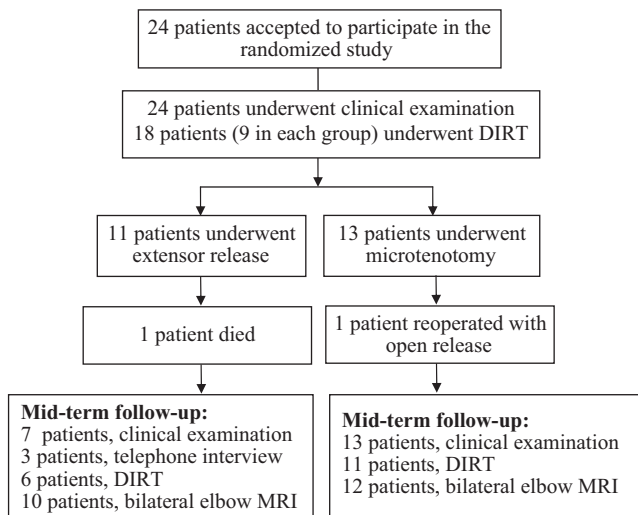 24 patients accepted to participate in the
randomized study
24 patients underwent clinical examination
18 patients (9 in each group) underwent DIRT
11 patients underwent
extensor release
13 patients underwent
microtenotomy
1 patient died
1 patient reoperated with
open release
Mid-term follow-up:
7 patients, clinical examination
3 patients, telephone interview
6 patients, DIRT
10 patients, bilateral elbow MRI
Mid-term follow-up:
13 patients, clinical examination
11 patients, DIRT
12 patients, bilateral elbow MRI